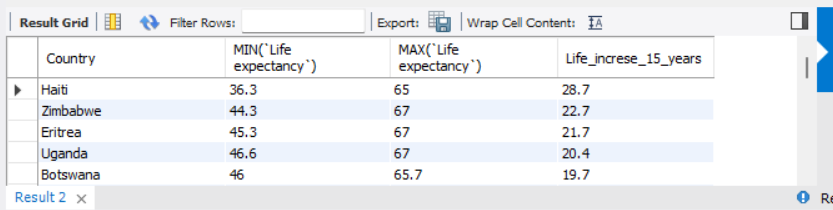 Result Grid Filter Rows: Export: Wrap Cell Content: IA
Country MIN(`Life expectancy`) MAX(`Life expectancy`) Life_increse_15_years
Haiti 36.3 65 28.7
Zimbabwe 44.3 67 22.7
Eritrea 45.3 67 21.7
Uganda 46.6 67 20.4
Botswana 46 65.7 19.7
Result 2 × Re